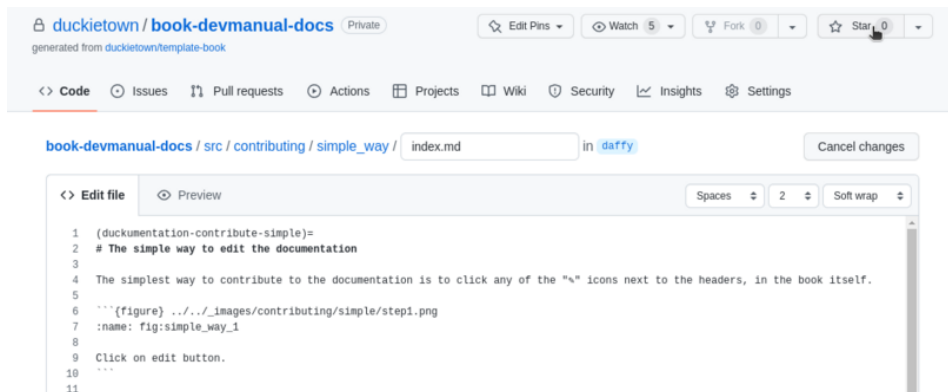 duckietown / book-devmanual-docs Private Edit Pins Watch 5 Fork 0 Star 0
generated from duckietown/template-book
<> Code Issues Pull requests Actions Projects Wiki Security Insights Settings
book-devmanual-docs / src / contributing / simple_way / index.md in daffy Cancel changes
<> Edit file Preview Spaces 2 Soft wrap
1 (duckumentation-contribute-simple)=
2 # The simple way to edit the documentation
3
4 The simplest way to contribute to the documentation is to click any of the "✎" icons next to the headers, in the book itself.
5
6 ```{figure} ../../_images/contributing/simple/step1.png
7 :name: fig:simple_way_1
8
9 Click on edit button.
10 ```
11